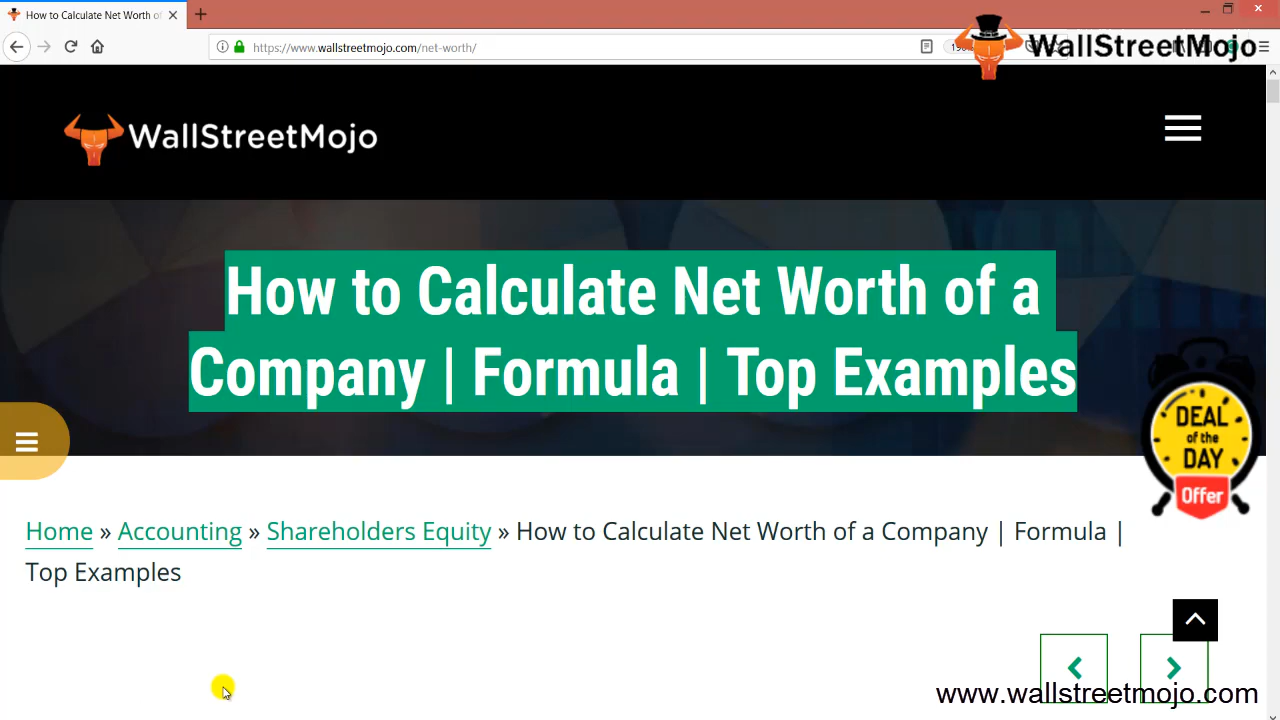 How to Calculate Net Worth of
https://www.wallstreetmojo.com/net-worth/
WallStreetMojo
WallStreetMojo
How to Calculate Net Worth of a
Company | Formula | Top Examples
DEAL
of the
DAY
Offer
Home » Accounting » Shareholders Equity » How to Calculate Net Worth of a Company | Formula |
Top Examples
www.wallstreetmojo.com